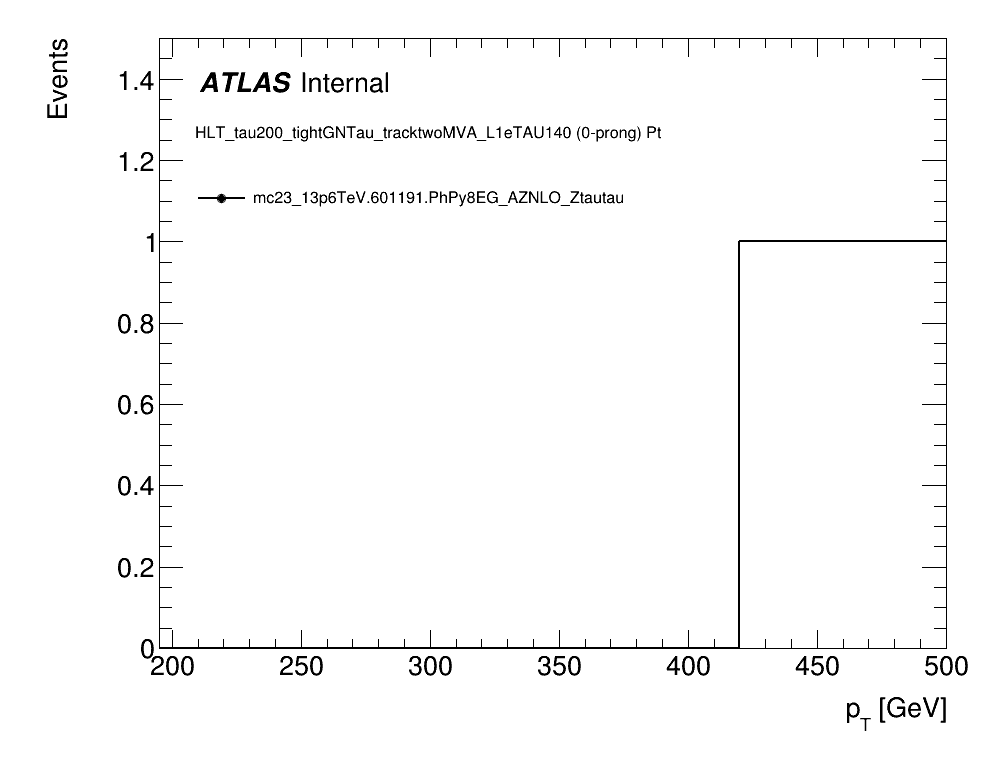 Events
ATLAS Internal
HLT_tau200_tightGNTau_tracktwoMVA_L1eTAU140 (0-prong) Pt
mc23_13p6TeV.601191.PhPy8EG_AZNLO_Ztautau
1.4
1.2
1
0.8
0.6
0.4
0.2
0
200 250 300 350 400 450 500
pT [GeV]